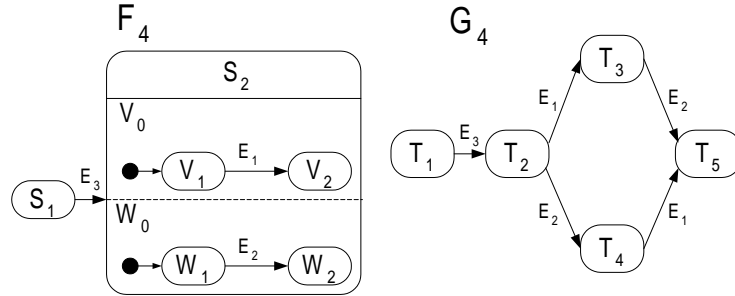 F₄
S₂
V₀
E₁
V₁
V₂
E₃
S₁
W₀
E₂
W₁
W₂
G₄
T₃
E₁
E₂
E₃
T₁
T₂
T₅
E₂
E₁
T₄